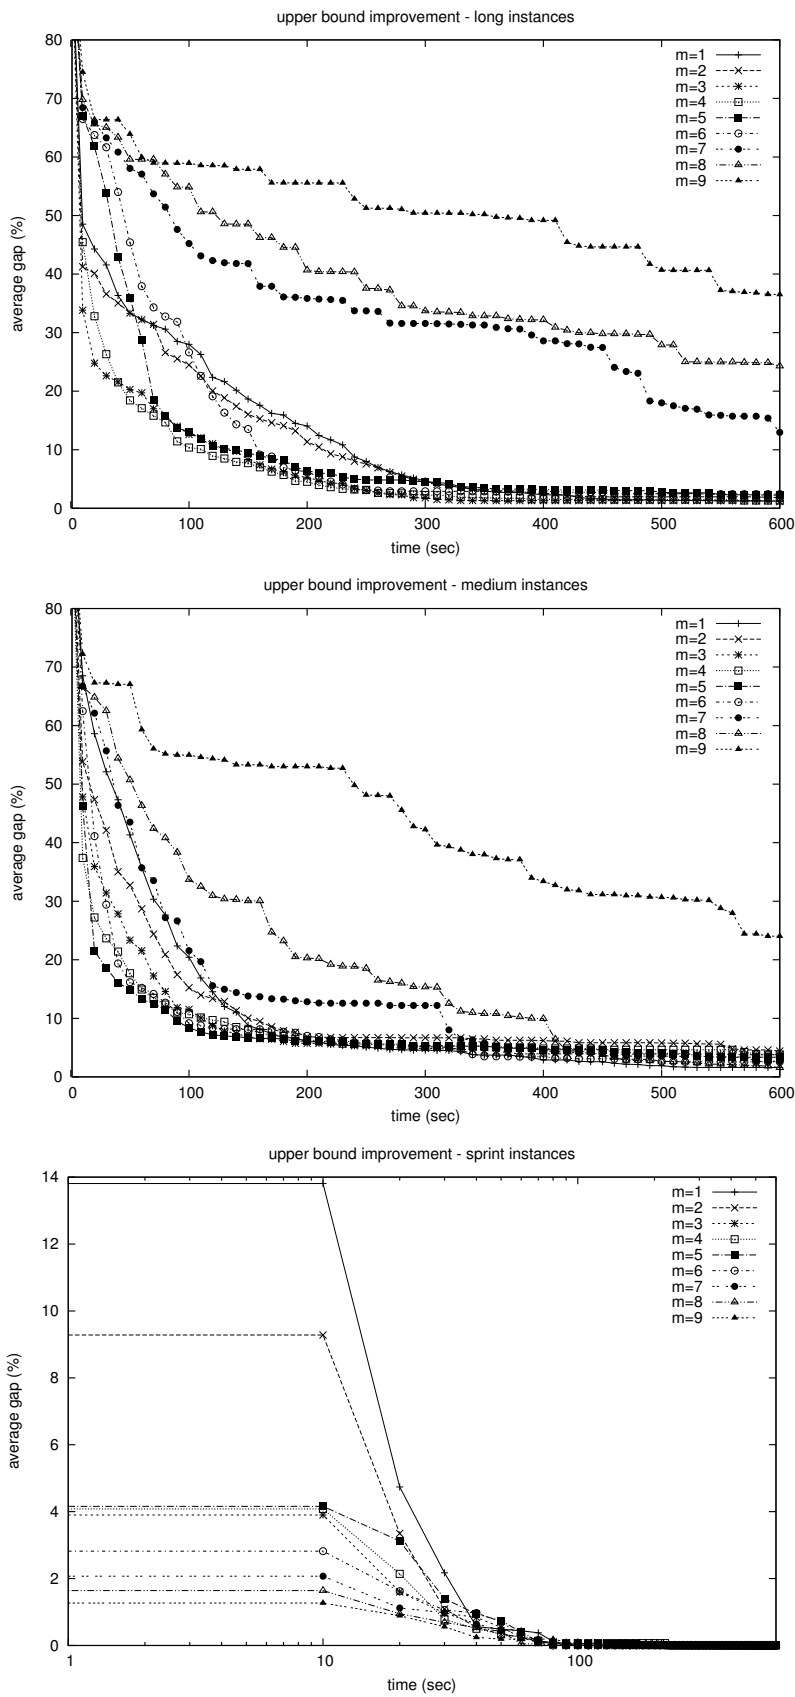 upper bound improvement - long instances
80
70
60
50
40
30
20
10
0
average gap (%)
m=1
m=2
m=3
m=4
m=5
m=6
m=7
m=8
m=9
0 100 200 300 400 500 600
time (sec)
upper bound improvement - medium instances
80
70
60
50
40
30
20
10
0
average gap (%)
m=1
m=2
m=3
m=4
m=5
m=6
m=7
m=8
m=9
0 100 200 300 400 500 600
time (sec)
upper bound improvement - sprint instances
14
12
10
8
6
4
2
0
average gap (%)
m=1
m=2
m=3
m=4
m=5
m=6
m=7
m=8
m=9
1 10 100
time (sec)